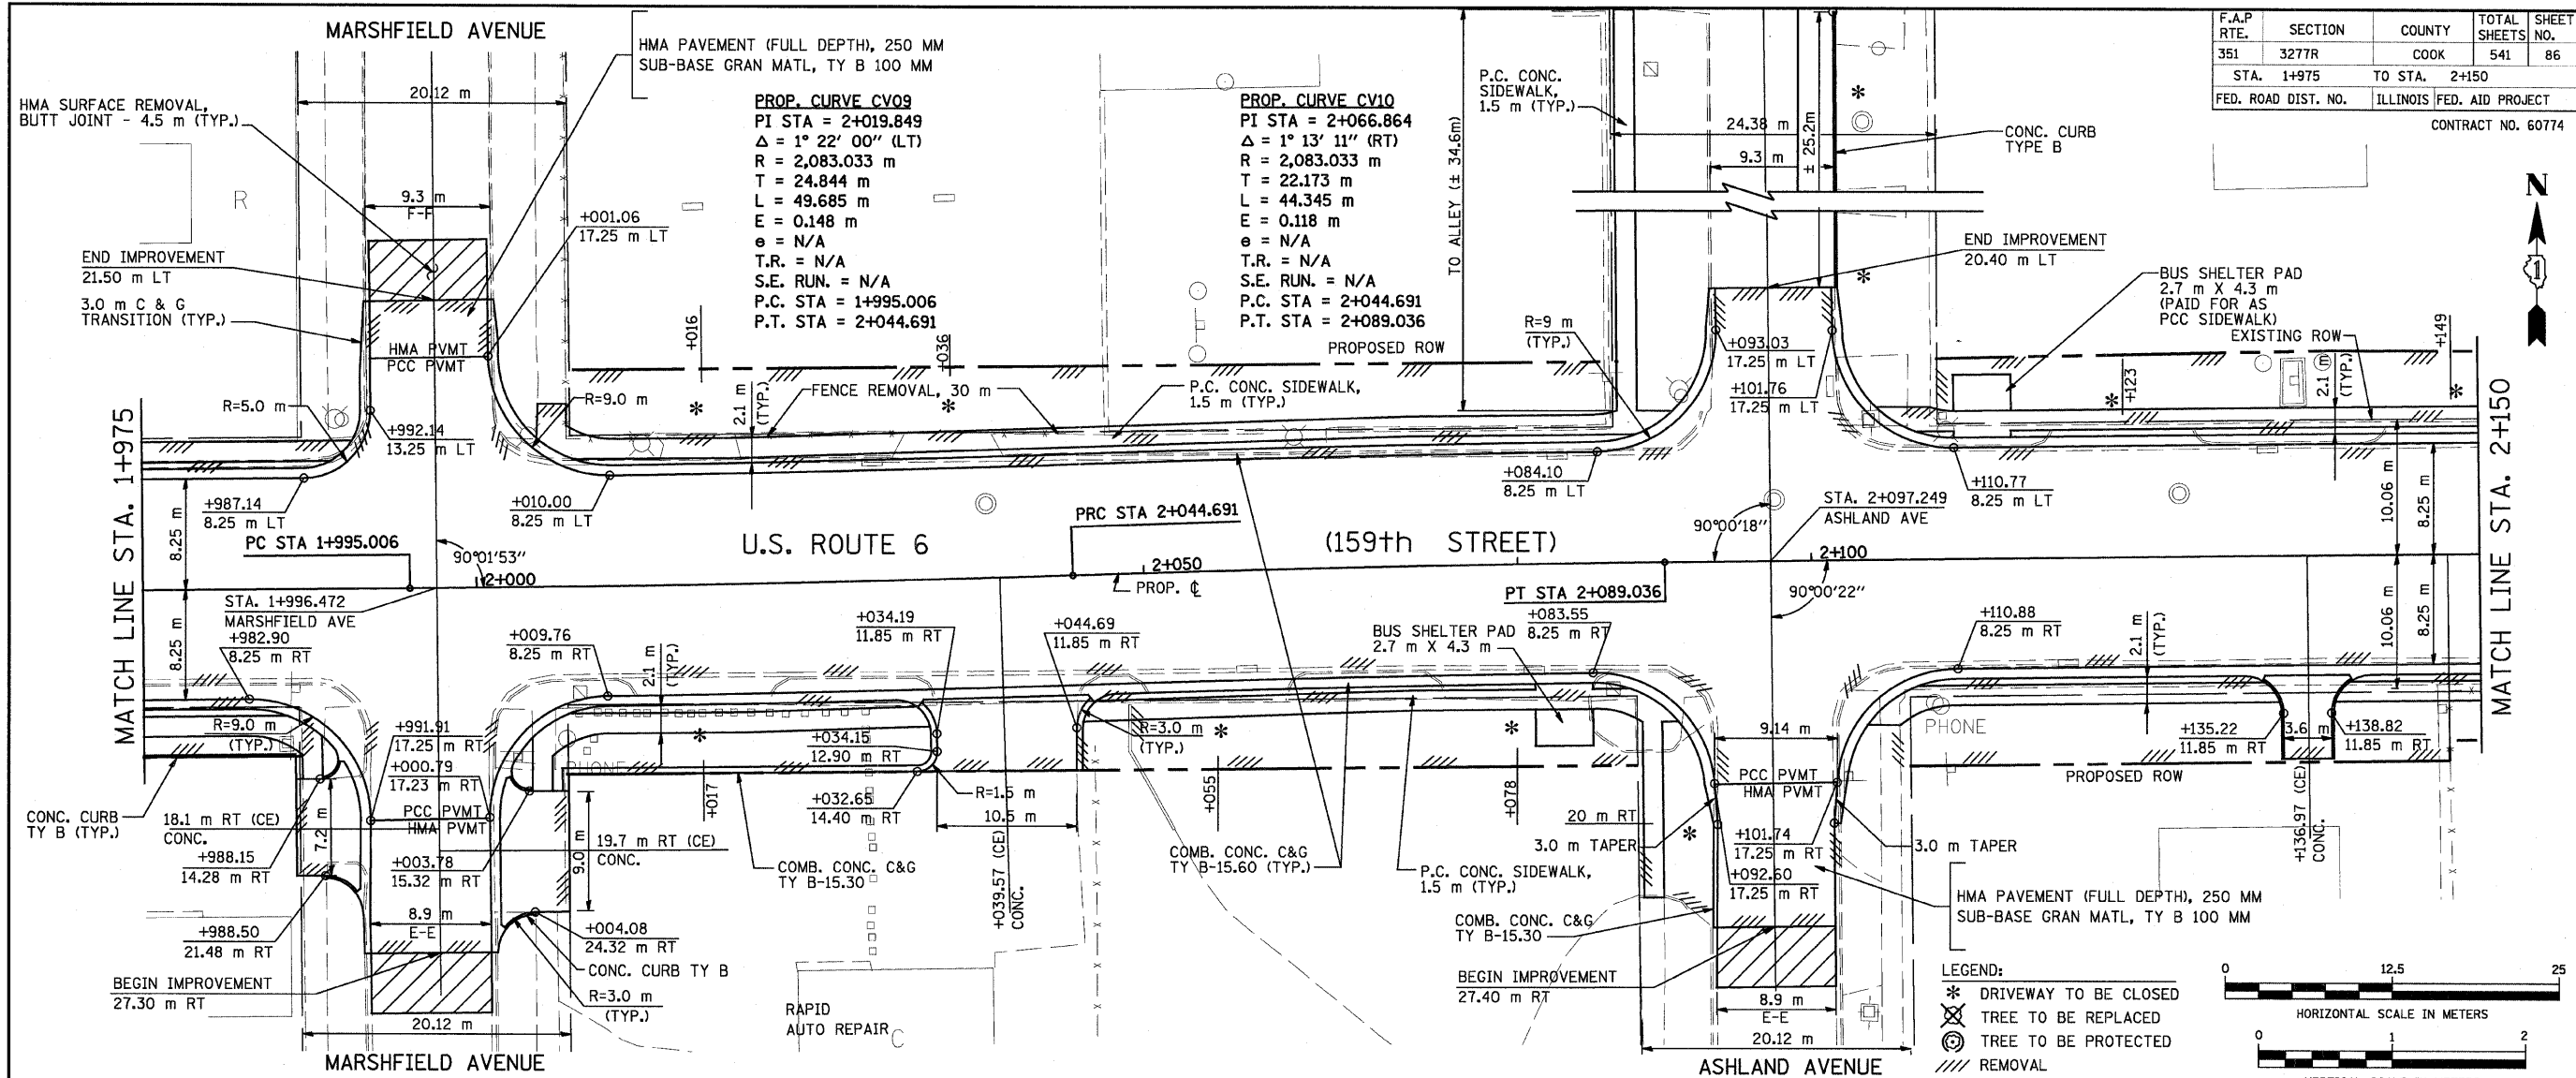 MARSHFIELD AVENUE
HMA PAVEMENT (FULL DEPTH), 250 MM
SUB-BASE GRAN MATL, TY B 100 MM
F.A.P RTE.
SECTION
COUNTY
TOTAL SHEETS
SHEET NO.
351
3277R
COOK
541
86
STA. 1+975
TO STA. 2+150
FED. ROAD DIST. NO.
ILLINOIS
FED. AID PROJECT
CONTRACT NO. 60774
HMA SURFACE REMOVAL,
BUTT JOINT - 4.5 m (TYP.)
20.12 m
R
9.3 m
F-F
+001.06
17.25 m LT
END IMPROVEMENT
21.50 m LT
3.0 m C & G
TRANSITION (TYP.)
HMA PVMT
PCC PVMT
PROP. CURVE CV09
PI STA = 2+019.849
Δ = 1° 22' 00" (LT)
R = 2,083.033 m
T = 24.844 m
L = 49.685 m
E = 0.148 m
e = N/A
T.R. = N/A
S.E. RUN. = N/A
P.C. STA = 1+995.006
P.T. STA = 2+044.691
PROP. CURVE CV10
PI STA = 2+066.864
Δ = 1° 13' 11" (RT)
R = 2,083.033 m
T = 22.173 m
L = 44.345 m
E = 0.118 m
e = N/A
T.R. = N/A
S.E. RUN. = N/A
P.C. STA = 2+044.691
P.T. STA = 2+089.036
TO ALLEY (± 34.6m)
P.C. CONC.
SIDEWALK,
1.5 m (TYP.)
24.38 m
9.3 m
± 25.2m
CONC. CURB
TYPE B
N
1
END IMPROVEMENT
20.40 m LT
BUS SHELTER PAD
2.7 m X 4.3 m
(PAID FOR AS
PCC SIDEWALK)
EXISTING ROW
+149
+123
2.1 m
(TYP.)
+016
+036
PROPOSED ROW
R=9 m
(TYP.)
+093.03
17.25 m LT
+101.76
17.25 m LT
R=5.0 m
+992.14
13.25 m LT
R=9.0 m
2.1 m
(TYP.)
FENCE REMOVAL, 30 m
P.C. CONC. SIDEWALK,
1.5 m (TYP.)
+987.14
8.25 m LT
+010.00
8.25 m LT
+084.10
8.25 m LT
+110.77
8.25 m LT
MATCH LINE STA. 1+975
8.25 m
PC STA 1+995.006
90°01'53"
2+000
U.S. ROUTE 6
PRC STA 2+044.691
2+050
PROP. ℄
(159th STREET)
90°00'18"
STA. 2+097.249
ASHLAND AVE
2+100
10.06 m
8.25 m
MATCH LINE STA. 2+150
STA. 1+996.472
MARSHFIELD AVE
PT STA 2+089.036
90°00'22"
8.25 m
+982.90
8.25 m RT
+009.76
8.25 m RT
2.1 m
(TYP.)
+034.19
11.85 m RT
+044.69
11.85 m RT
BUS SHELTER PAD
2.7 m X 4.3 m
+083.55
8.25 m RT
+110.88
8.25 m RT
2.1 m
(TYP.)
10.06 m
8.25 m
R=9.0 m
(TYP.)
+991.91
17.25 m RT
+000.79
17.23 m RT
PHONE
+034.15
12.90 m RT
R=3.0 m
(TYP.)
9.14 m
PHONE
+135.22
11.85 m RT
3.6 m
+138.82
11.85 m RT
PROPOSED ROW
CONC. CURB
TY B (TYP.)
18.1 m RT (CE)
CONC.
7.2 m
PCC PVMT
HMA PVMT
+017
+032.65
14.40 m RT
R=1.5 m
10.5 m
+055
+078
PCC PVMT
HMA PVMT
20 m RT
3.0 m TAPER
+101.74
17.25 m RT
3.0 m TAPER
+136.97 (CE)
CONC.
+988.15
14.28 m RT
+003.78
15.32 m RT
19.7 m RT (CE)
CONC.
9.0 m
COMB. CONC. C&G
TY B-15.30
+039.57 (CE)
CONC.
COMB. CONC. C&G
TY B-15.60 (TYP.)
P.C. CONC. SIDEWALK,
1.5 m (TYP.)
+092.60
17.25 m RT
HMA PAVEMENT (FULL DEPTH), 250 MM
SUB-BASE GRAN MATL, TY B 100 MM
+988.50
21.48 m RT
8.9 m
E-E
+004.08
24.32 m RT
COMB. CONC. C&G
TY B-15.30
BEGIN IMPROVEMENT
27.30 m RT
CONC. CURB TY B
R=3.0 m
(TYP.)
RAPID
AUTO REPAIR
C
BEGIN IMPROVEMENT
27.40 m RT
8.9 m
E-E
20.12 m
MARSHFIELD AVENUE
20.12 m
ASHLAND AVENUE
LEGEND:
* DRIVEWAY TO BE CLOSED
TREE TO BE REPLACED
TREE TO BE PROTECTED
REMOVAL
0 12.5 25
HORIZONTAL SCALE IN METERS
0 1 2